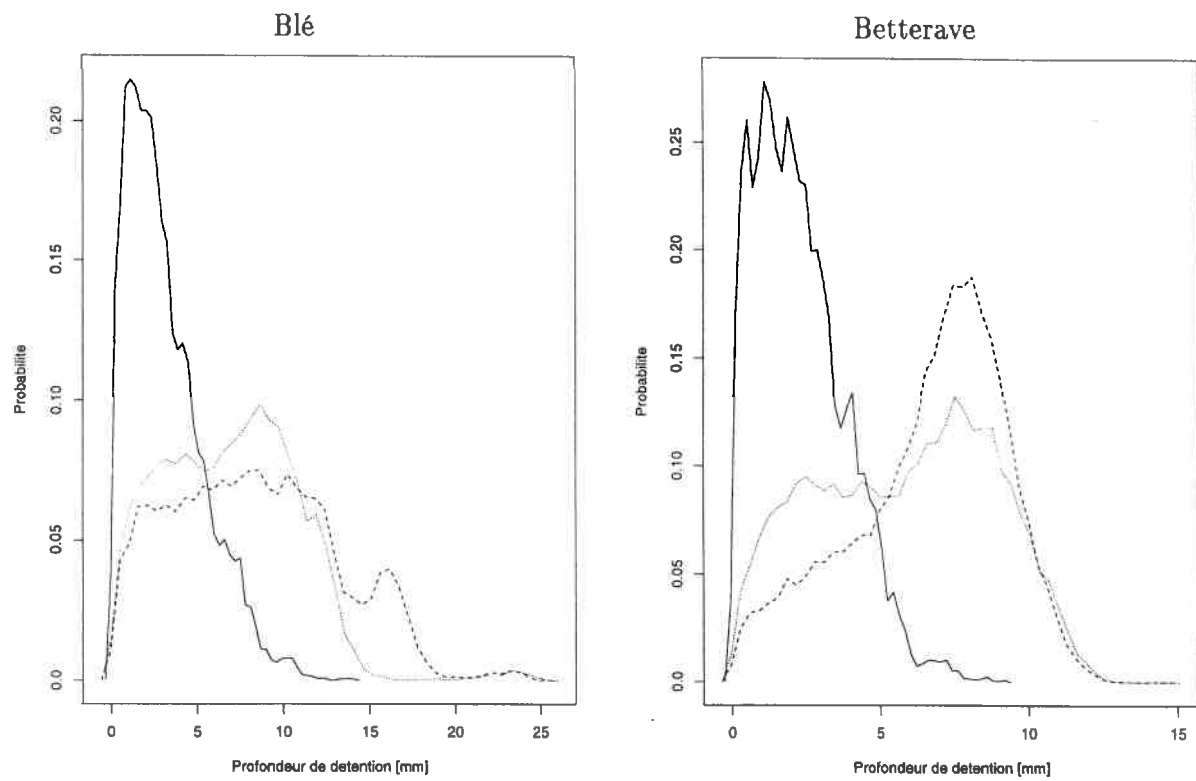 Blé
Betterave
Probabilite
0.20
0.15
0.10
0.05
0.0
0 5 10 15 20 25
Profondeur de detention [mm]
Probabilite
0.25
0.20
0.15
0.10
0.05
0.0
0 5 10 15
Profondeur de detention [mm]